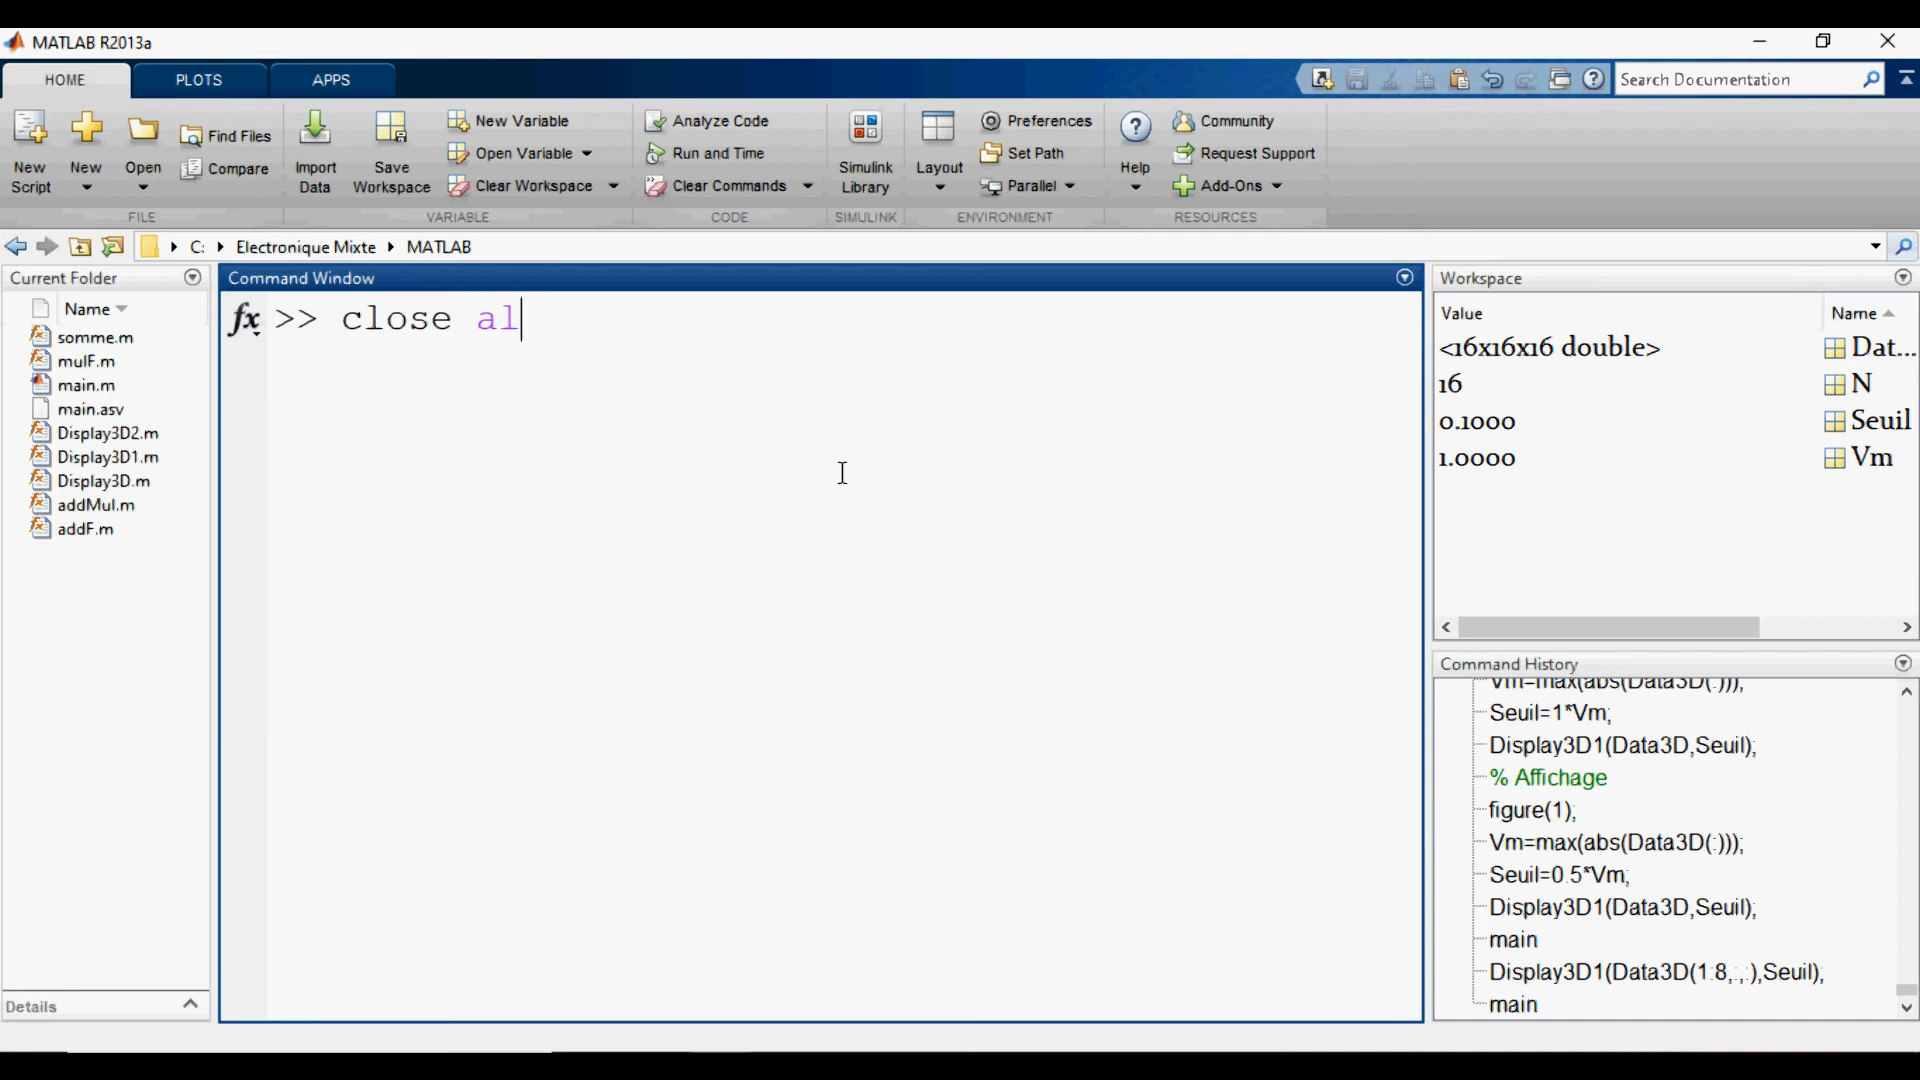 MATLAB R2013a
HOME PLOTS APPS
Search Documentation
New Script
New
Open
Find Files
Compare
Import Data
Save Workspace
New Variable
Open Variable
Clear Workspace
Analyze Code
Run and Time
Clear Commands
Simulink Library
Layout
Preferences
Set Path
Parallel
Help
Community
Request Support
Add-Ons
FILE VARIABLE CODE SIMULINK ENVIRONMENT RESOURCES
C: Electronique Mixte MATLAB
Current Folder
Name
somme.m
mulF.m
main.m
main.asv
Display3D2.m
Display3D1.m
Display3D.m
addMul.m
addF.m
Details
Command Window
fx >> close al
Workspace
Value Name
<16x16x16 double> Dat...
16 N
0.1000 Seuil
1.0000 Vm
Command History
Vm=max(abs(Data3D(:)));
Seuil=1*Vm;
Display3D1(Data3D,Seuil);
% Affichage
figure(1);
Vm=max(abs(Data3D(:)));
Seuil=0.5*Vm;
Display3D1(Data3D,Seuil);
main
Display3D1(Data3D(1:8,:,:),Seuil);
main